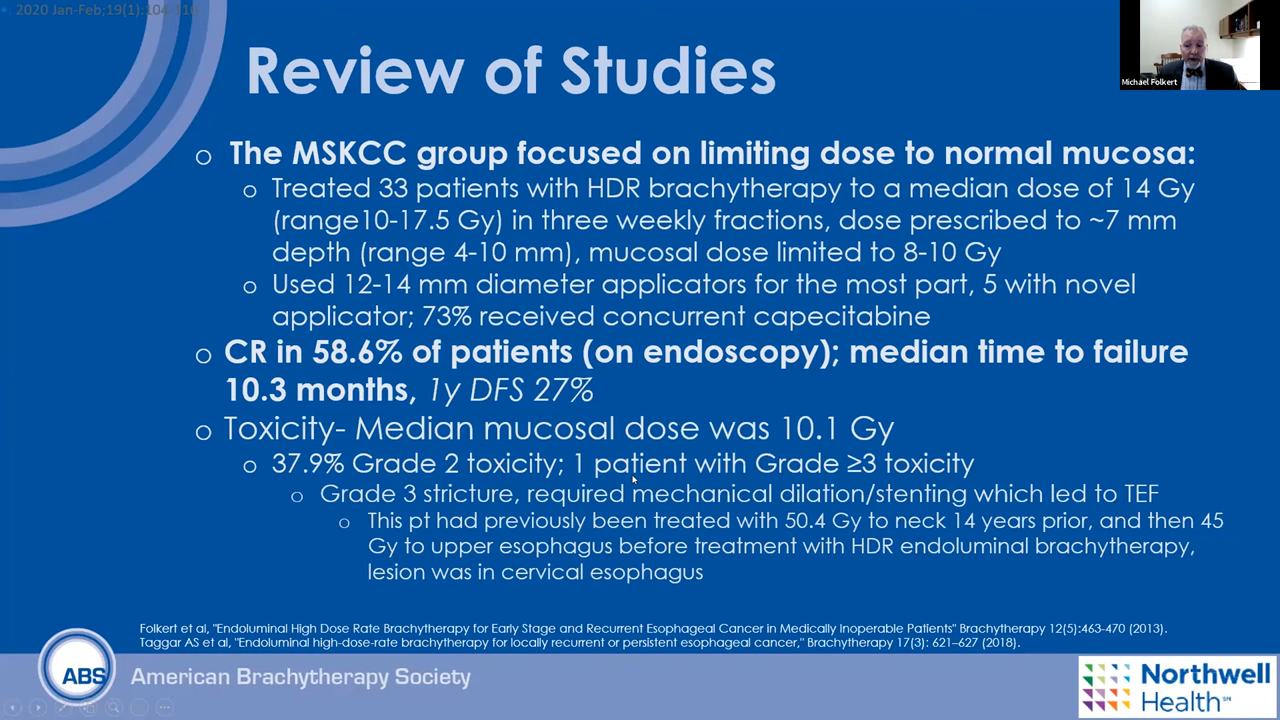 • 2020 Jan-Feb;19(1):104-110
Michael Folkert
Review of Studies
o The MSKCC group focused on limiting dose to normal mucosa:
o Treated 33 patients with HDR brachytherapy to a median dose of 14 Gy
(range10-17.5 Gy) in three weekly fractions, dose prescribed to ~7 mm
depth (range 4-10 mm), mucosal dose limited to 8-10 Gy
o Used 12-14 mm diameter applicators for the most part, 5 with novel
applicator; 73% received concurrent capecitabine
o CR in 58.6% of patients (on endoscopy); median time to failure
10.3 months, 1y DFS 27%
o Toxicity- Median mucosal dose was 10.1 Gy
o 37.9% Grade 2 toxicity; 1 patient with Grade ≥3 toxicity
o Grade 3 stricture, required mechanical dilation/stenting which led to TEF
o This pt had previously been treated with 50.4 Gy to neck 14 years prior, and then 45
Gy to upper esophagus before treatment with HDR endoluminal brachytherapy,
lesion was in cervical esophagus
Folkert et al, "Endoluminal High Dose Rate Brachytherapy for Early Stage and Recurrent Esophageal Cancer in Medically Inoperable Patients" Brachytherapy 12(5):463-470 (2013).
Taggar AS et al, "Endoluminal high-dose-rate brachytherapy for locally recurrent or persistent esophageal cancer," Brachytherapy 17(3): 621–627 (2018).
ABS American Brachytherapy Society
Northwell
Health℠